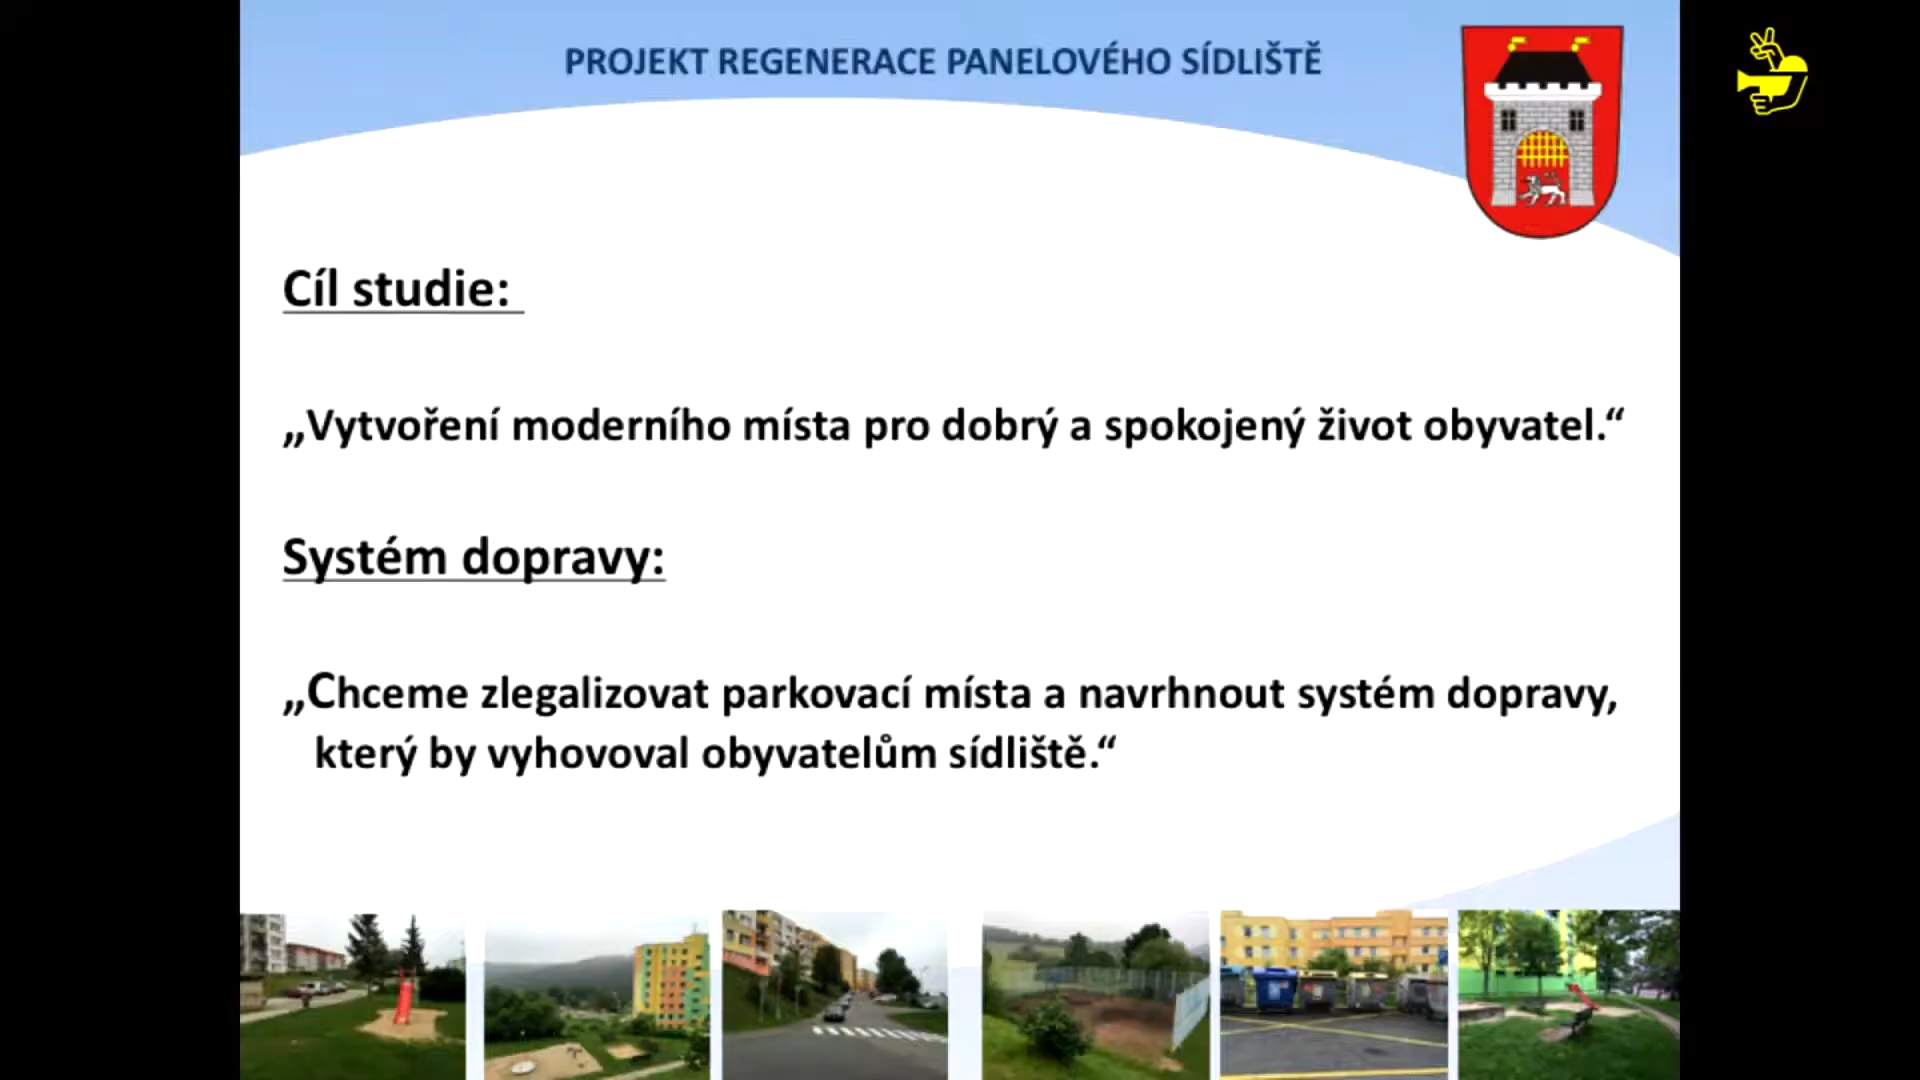 PROJEKT REGENERACE PANELOVÉHO SÍDLIŠTĚ
Cíl studie:
„Vytvoření moderního místa pro dobrý a spokojený život obyvatel.“
Systém dopravy:
„Chceme zlegalizovat parkovací místa a navrhnout systém dopravy,
který by vyhovoval obyvatelům sídliště.“